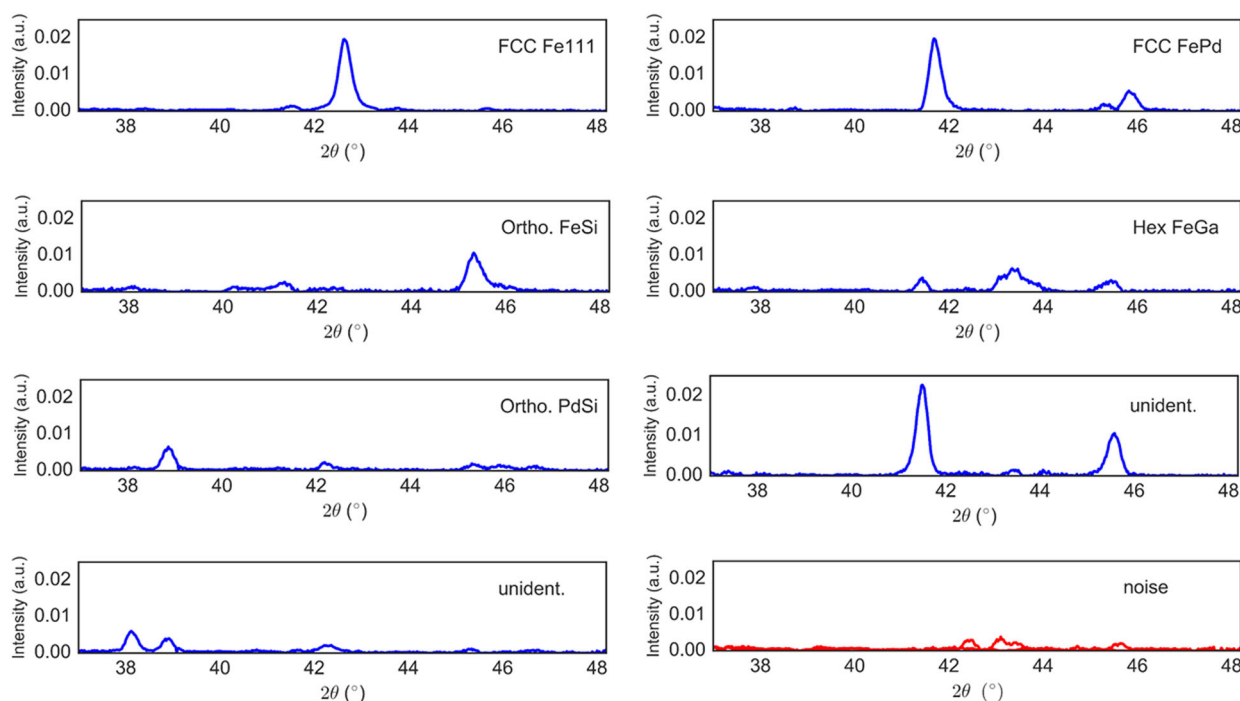 Intensity (a.u.)
0.02
FCC Fe111
0.01
0.00
38 40 42 44 46 48
2θ (°)
Intensity (a.u.)
0.02
FCC FePd
0.01
0.00
38 40 42 44 46 48
2θ (°)
Intensity (a.u.)
0.02
Ortho. FeSi
0.01
0.00
38 40 42 44 46 48
2θ (°)
Intensity (a.u.)
0.02
Hex FeGa
0.01
0.00
38 40 42 44 46 48
2θ (°)
Intensity (a.u.)
0.02
Ortho. PdSi
0.01
0.00
38 40 42 44 46 48
2θ (°)
Intensity (a.u.)
0.02
unident.
0.01
0.00
38 40 42 44 46 48
2θ (°)
Intensity (a.u.)
0.02
unident.
0.01
0.00
38 40 42 44 46 48
2θ (°)
Intensity (a.u.)
0.02
noise
0.01
0.00
38 40 42 44 46 48
2θ (°)